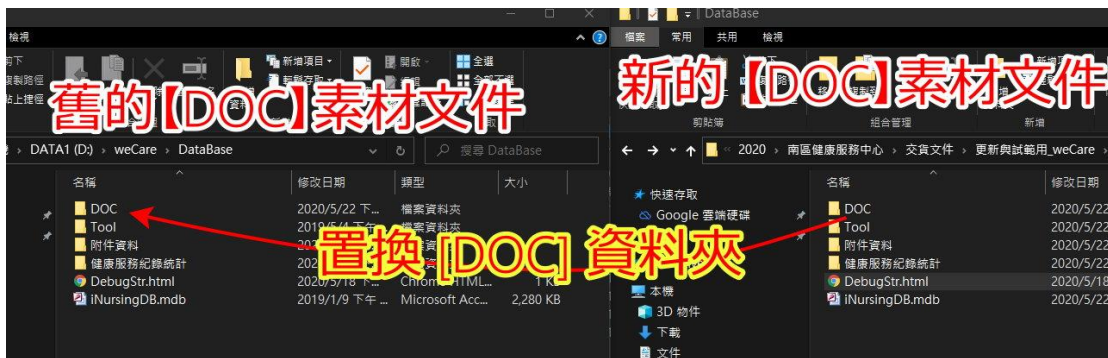 DataBase
檢視
檔案 常用 共用 檢視
新增項目
開啟
全選
舊的【DOC】素材文件
新的【DOC】素材文件
剪貼簿
組合管理
新增
DATA1 (D:) › weCare › DataBase
搜尋 DataBase
2020 › 南區健康服務中心 › 交貨文件 › 更新與試範用_weCare ›
名稱 修改日期 類型 大小
DOC 2020/5/22 下... 檔案資料夾
Tool 2019/5/4 下午... 檔案資料夾
附件資料
健康服務紀錄統計
DebugStr.html 2020/5/18 下... Chrome HTML... 1 KB
iNursingDB.mdb 2019/1/9 下午 ... Microsoft Acc... 2,280 KB
置換 [DOC] 資料夾
快速存取
Google 雲端硬碟
本機
3D 物件
下載
文件
名稱 修改日期
DOC 2020/5/22
Tool 2020/5/22
附件資料 2020/5/22
健康服務紀錄統計 2020/5/22
DebugStr.html 2020/5/18
iNursingDB.mdb 2020/5/22